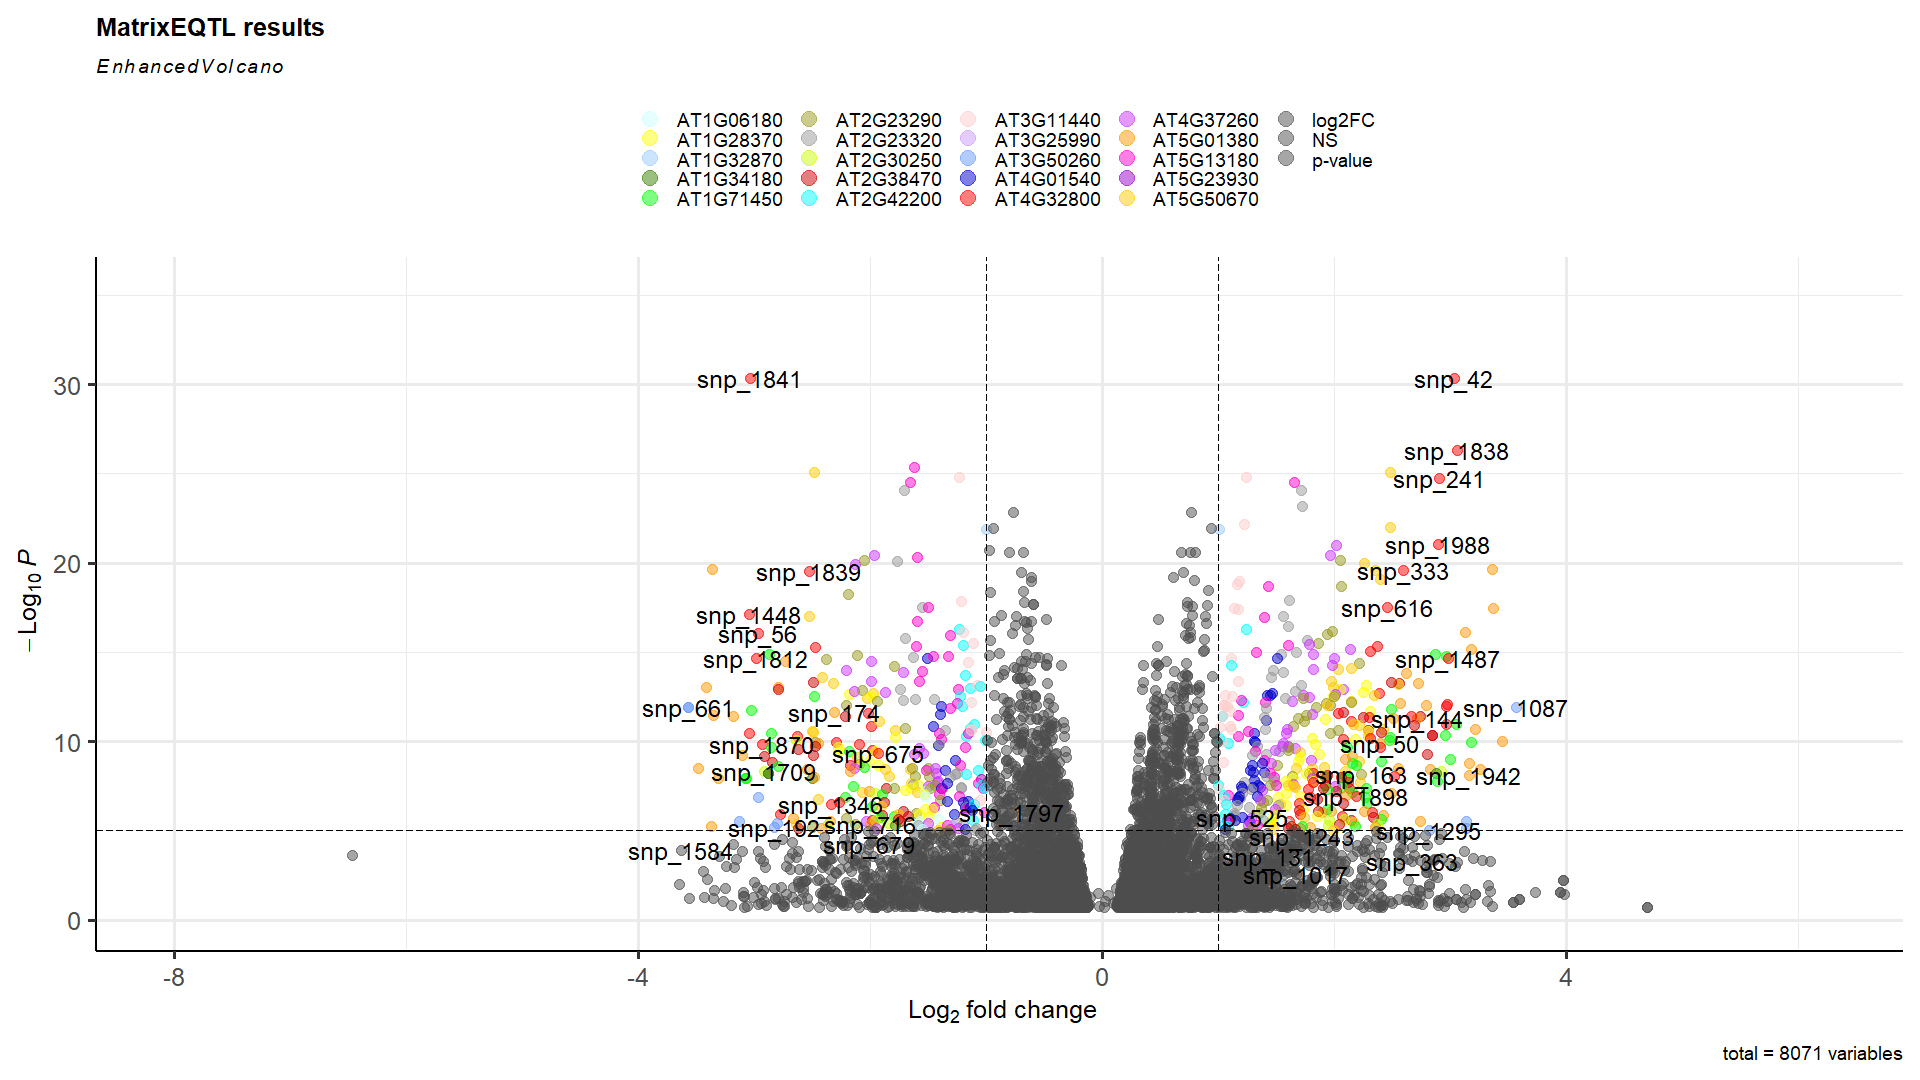 MatrixEQTL results
EnhancedVolcano
AT1G06180 AT2G23290 AT3G11440 AT4G37260 log2FC
AT1G28370 AT2G23320 AT3G25990 AT5G01380 NS
AT1G32870 AT2G30250 AT3G50260 AT5G13180 p-value
AT1G34180 AT2G38470 AT4G01540 AT5G23930
AT1G71450 AT2G42200 AT4G32800 AT5G50670
30
20
10
0
−Log10 P
snp_1841 snp_42
snp_1838
snp_241
snp_1988
snp_1839 snp_333
snp_1448 snp_616
snp_56
snp_1812 snp_1487
snp_661 snp_174 snp_144 snp_1087
snp_1870 snp_675 snp_50
snp_1709 snp_163 snp_1942
snp_1346 snp_1797 snp_1898
snp_192 snp_716 snp_525 snp_1295
snp_1584 snp_679 snp_1243
snp_131 snp_363
snp_1017
-8 -4 0 4
Log2 fold change
total = 8071 variables